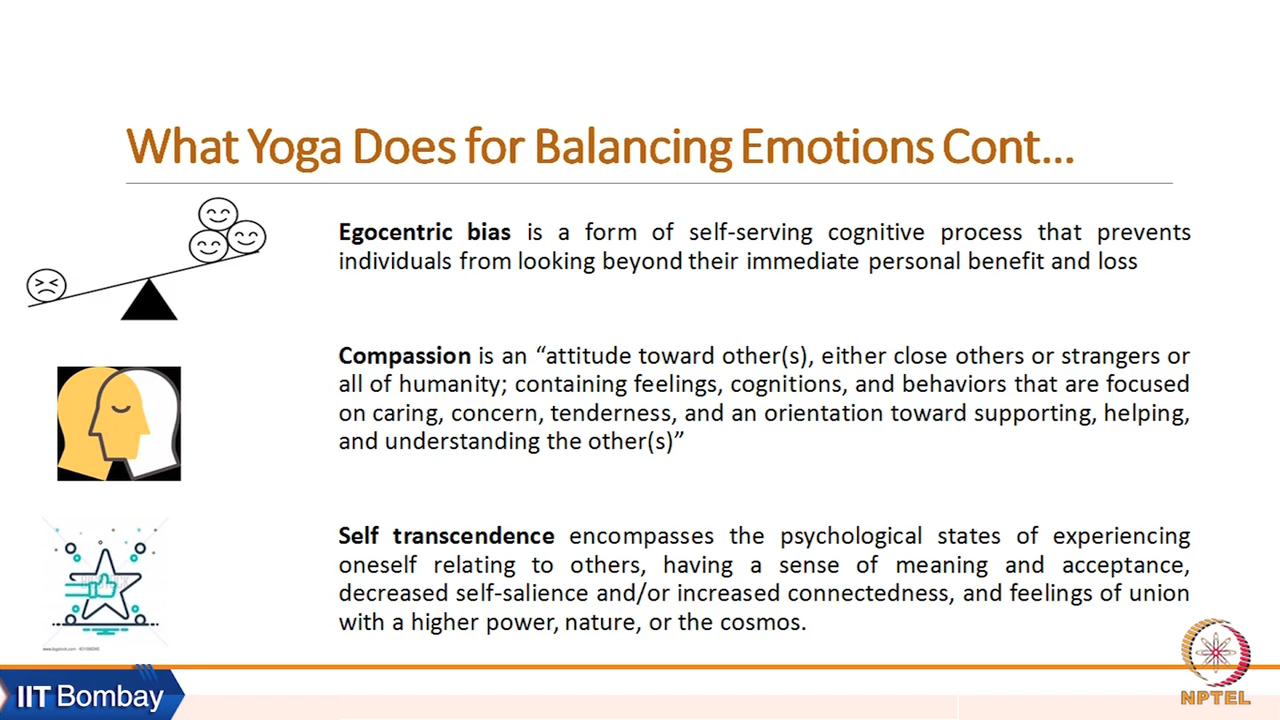 What Yoga Does for Balancing Emotions Cont...
Egocentric bias is a form of self-serving cognitive process that prevents
individuals from looking beyond their immediate personal benefit and loss
Compassion is an “attitude toward other(s), either close others or strangers or
all of humanity; containing feelings, cognitions, and behaviors that are focused
on caring, concern, tenderness, and an orientation toward supporting, helping,
and understanding the other(s)”
Self transcendence encompasses the psychological states of experiencing
oneself relating to others, having a sense of meaning and acceptance,
decreased self-salience and/or increased connectedness, and feelings of union
with a higher power, nature, or the cosmos.
IIT Bombay
NPTEL